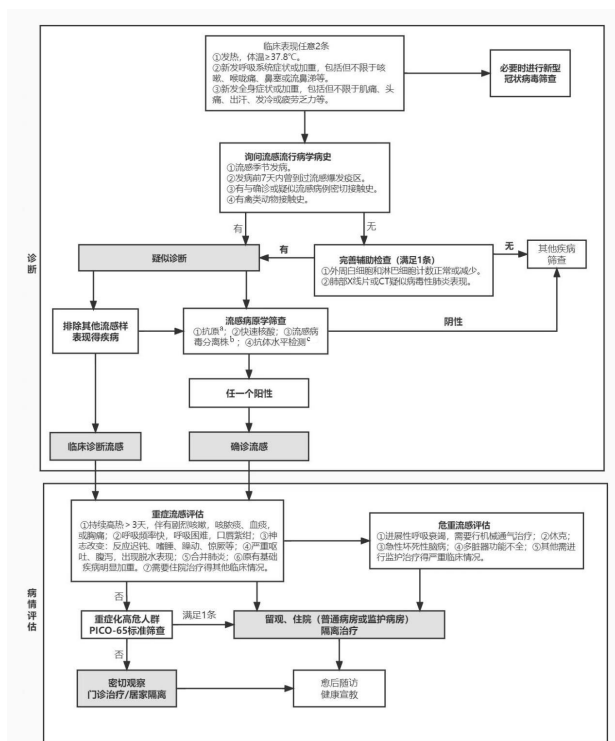 临床表现任意2条
①发热，体温≥37.8℃。
②新发呼吸系统症状或加重，包括但不限于咳
嗽、喉咙痛、鼻塞或流鼻涕等。
③新发全身症状或加重，包括但不限于肌痛、头
痛、出汗、发冷或疲劳乏力等。
必要时进行新型
冠状病毒筛查
询问流感流行病学病史
①流感季节发病。
②发病前7天内曾到过流感爆发疫区。
③有与确诊或疑似流感病例密切接触史。
④有禽类动物接触史。
有
无
诊断
疑似诊断
有
完善辅助检查（满足1条）
①外周白细胞和淋巴细胞计数正常或减少。
②肺部X线片或CT疑似病毒性肺炎表现。
无
其他疾病
筛查
排除其他流感样
表现得疾病
流感病原学筛查
①抗原a；②快速核酸；③流感病
毒分离株b；④抗体水平检测c
阴性
任一个阳性
临床诊断流感
确诊流感
病情评估
重症流感评估
①持续高热＞3天，伴有剧烈咳嗽，咳脓痰、血痰，
或胸痛；②呼吸频率快，呼吸困难，口唇紫绀；③神
志改变：反应迟钝、嗜睡、躁动、惊厥等；④严重呕
吐、腹泻，出现脱水表现；⑤合并肺炎；⑥原有基础
疾病明显加重。⑦需要住院治疗得其他临床情况。
危重流感评估
①进展性呼吸衰竭，需要行机械通气治疗；②休克；
③急性坏死性脑病；④多脏器功能不全；⑤其他需进
行监护治疗得严重临床情况。
否
重症化高危人群
PICO-65标准筛查
满足1条
留观、住院（普通病房或监护病房）
隔离治疗
否
密切观察
门诊治疗/居家隔离
愈后随访
健康宣教